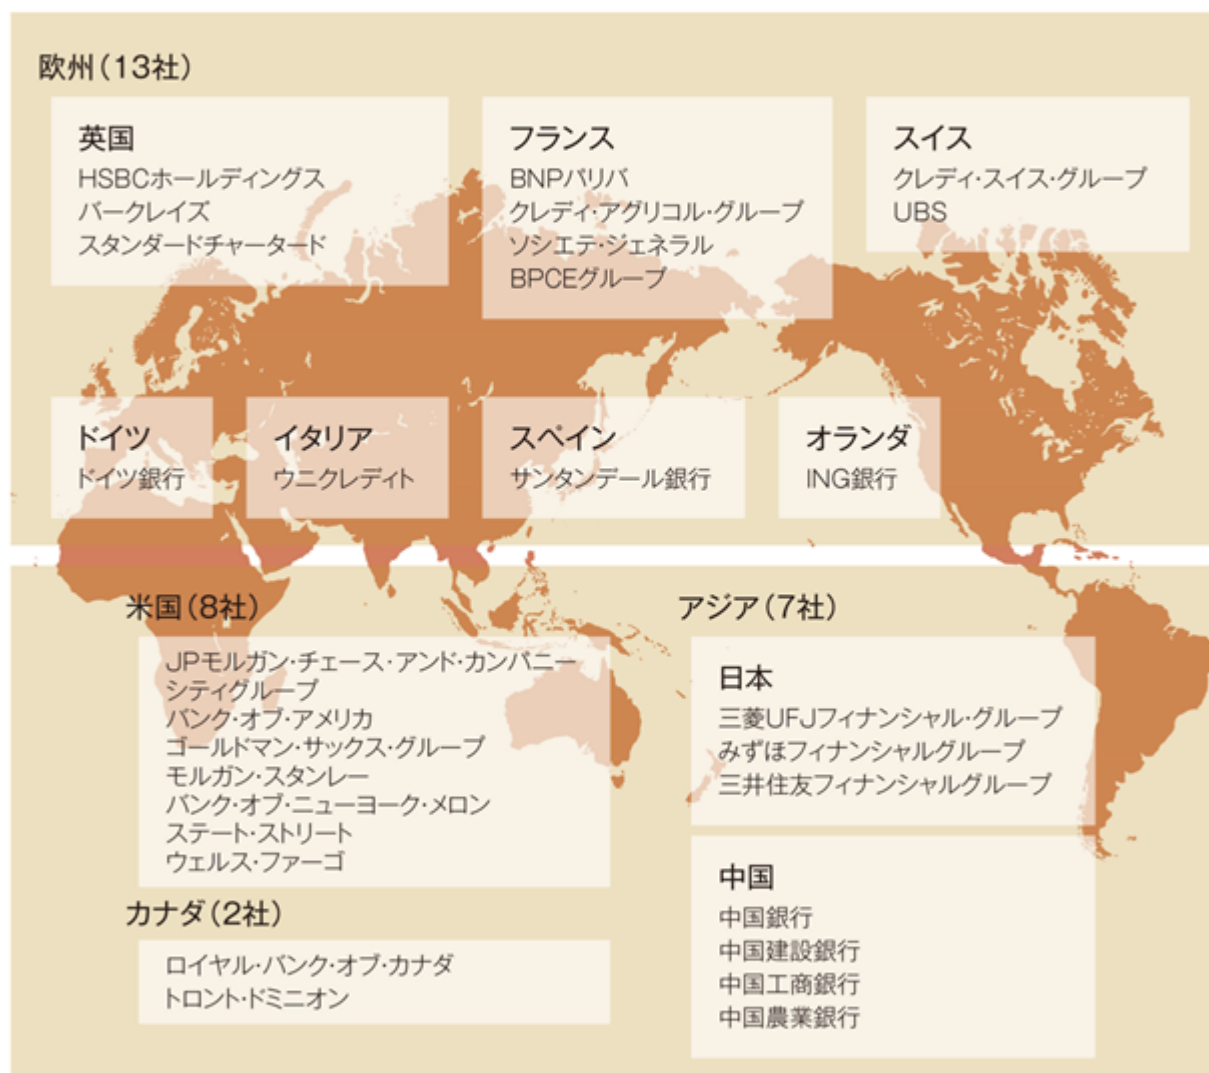 欧州（13社）
英国
HSBCホールディングス
バークレイズ
スタンダードチャータード
フランス
BNPパリバ
クレディ・アグリコル・グループ
ソシエテ・ジェネラル
BPCEグループ
スイス
クレディ・スイス・グループ
UBS
ドイツ
ドイツ銀行
イタリア
ウニクレディト
スペイン
サンタンデール銀行
オランダ
ING銀行
米国（8社）
JPモルガン・チェース・アンド・カンパニー
シティグループ
バンク・オブ・アメリカ
ゴールドマン・サックス・グループ
モルガン・スタンレー
バンク・オブ・ニューヨーク・メロン
ステート・ストリート
ウェルス・ファーゴ
カナダ（2社）
ロイヤル・バンク・オブ・カナダ
トロント・ドミニオン
アジア（7社）
日本
三菱UFJフィナンシャル・グループ
みずほフィナンシャルグループ
三井住友フィナンシャルグループ
中国
中国銀行
中国建設銀行
中国工商銀行
中国農業銀行